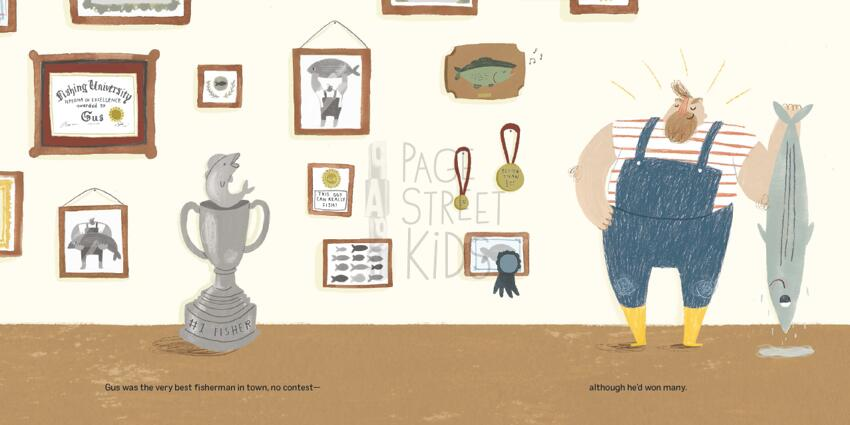 Fishing University
DIPLOMA OF EXCELLENCE
awarded to
Gus
THIS GUY
CAN REALLY
FISH!
PAGE
STREET
KiDS
#1 FISHER
Gus was the very best fisherman in town, no contest—
although he'd won many.